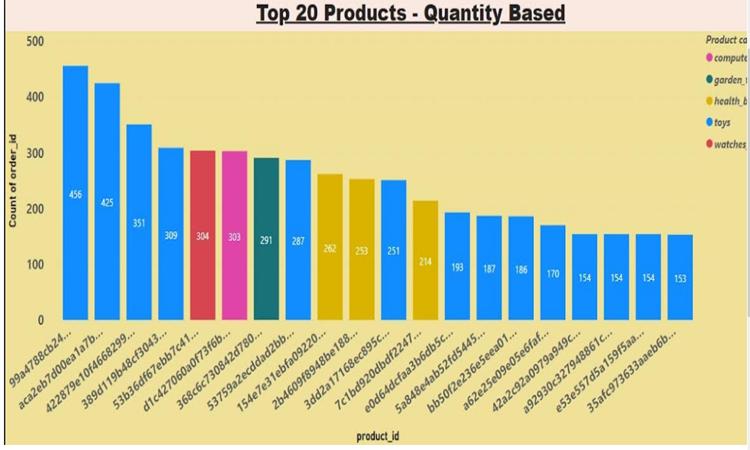 Top 20 Products - Quantity Based
Product ca
compute
garden_t
health_b
toys
watches_
Count of order_id
500
400
300
200
100
0
456
425
351
309
304
303
291
287
262
253
251
214
193
187
186
170
154
154
154
153
99a4788cb24...
aca2eb7d00ea1a7b...
422879e10f4668299...
389d119b48cf3043...
53b36df67ebb7c41...
d1c427060a0f73f6b...
368c6c730842d780...
53759a2ecddad2bb...
154e7e31ebfa09220...
2b4609f8948be188...
3dd2a17168ec895c...
7c1bd920dbdf2247...
e0d64dcfaa3b6db5c...
5a848e4ab52fd5445...
bb50f2e236e5eea01...
a62e25e09e05e6faf...
42a2c92a0979a949c...
a92930c327948861c...
e53e557d5a159f5aa...
35afc973633aaeb6b...
product_id